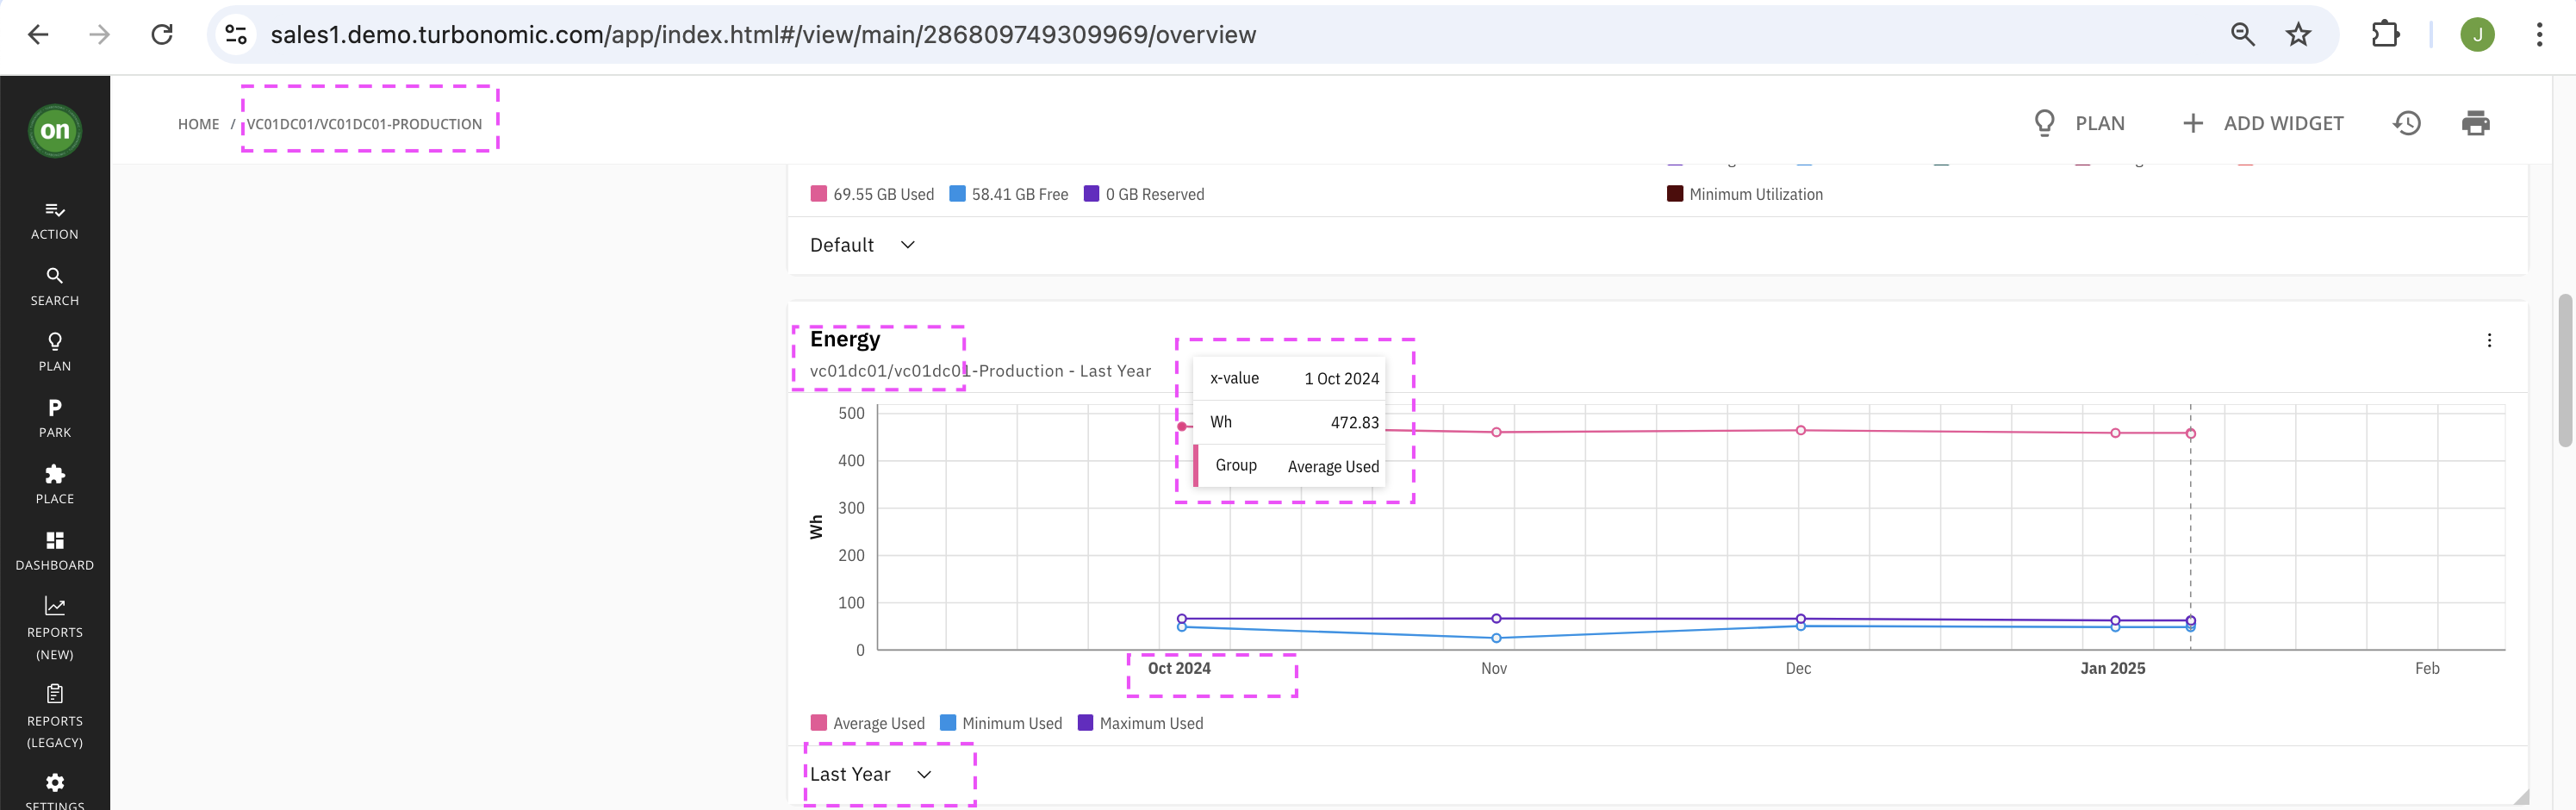 sales1.demo.turbonomic.com/app/index.html#/view/main/286809749309969/overview
J
on
HOME / VC01DC01/VC01DC01-PRODUCTION
PLAN
ADD WIDGET
ACTION
SEARCH
PLAN
P
PARK
PLACE
DASHBOARD
REPORTS
(NEW)
REPORTS
(LEGACY)
SETTINGS
69.55 GB Used 58.41 GB Free 0 GB Reserved
Minimum Utilization
Default
Energy
vc01dc01/vc01dc01-Production - Last Year
x-value 1 Oct 2024
Wh 472.83
Group Average Used
500
400
300
200
100
0
Wh
Oct 2024 Nov Dec Jan 2025 Feb
Average Used Minimum Used Maximum Used
Last Year